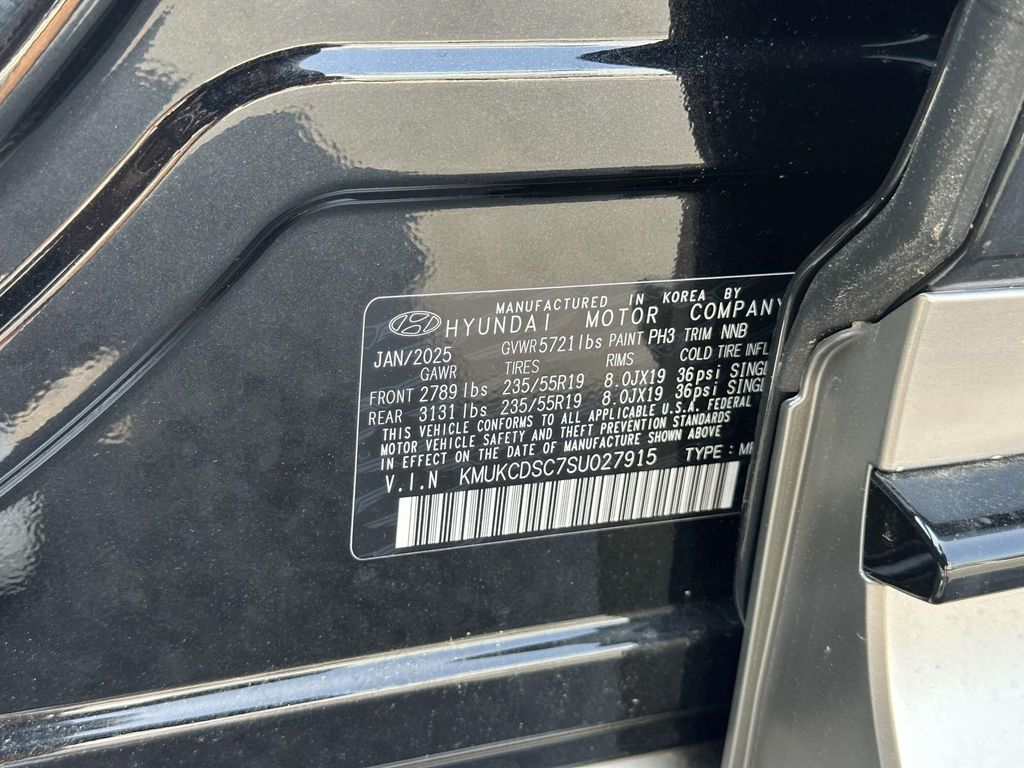 MANUFACTURED IN KOREA BY
HYUNDAI MOTOR COMPANY
JAN/2025 GVWR 5721 lbs PAINT PH3 TRIM NNB
GAWR TIRES RIMS COLD TIRE INFL
FRONT 2789 lbs 235/55R19 8.0JX19 36psi SINGL
REAR 3131 lbs 235/55R19 8.0JX19 36psi SINGL
THIS VEHICLE CONFORMS TO ALL APPLICABLE U.S.A. FEDERAL
MOTOR VEHICLE SAFETY AND THEFT PREVENTION STANDARDS
IN EFFECT ON THE DATE OF MANUFACTURE SHOWN ABOVE
V.I.N KMUKCDSC7SU027915 TYPE : MP